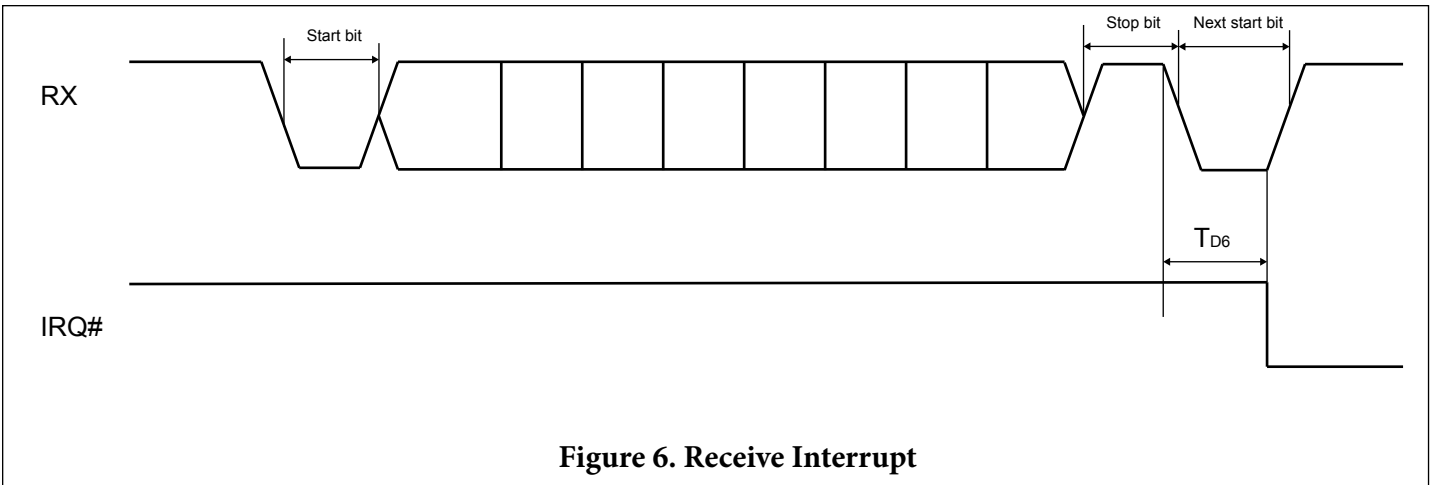 Start bit
Stop bit
Next start bit
RX
TD6
IRQ#
Figure 6. Receive Interrupt